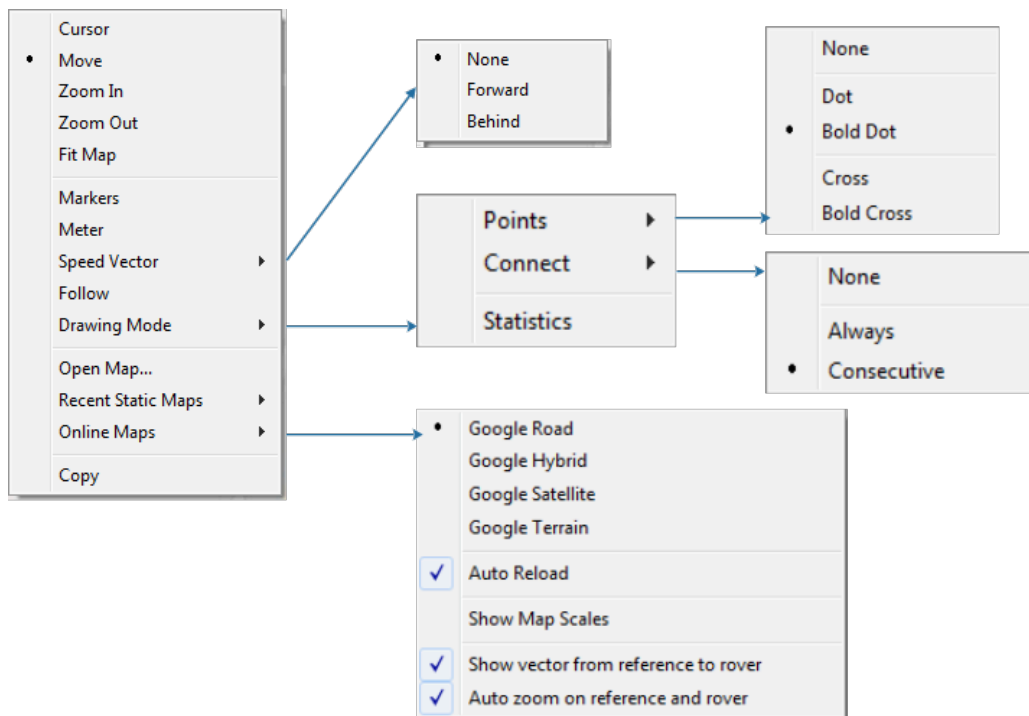 Cursor
Move
Zoom In
Zoom Out
Fit Map
Markers
Meter
Speed Vector
Follow
Drawing Mode
Open Map...
Recent Static Maps
Online Maps
Copy
None
Forward
Behind
Points
Connect
Statistics
None
Dot
Bold Dot
Cross
Bold Cross
None
Always
Consecutive
Google Road
Google Hybrid
Google Satellite
Google Terrain
Auto Reload
Show Map Scales
Show vector from reference to rover
Auto zoom on reference and rover